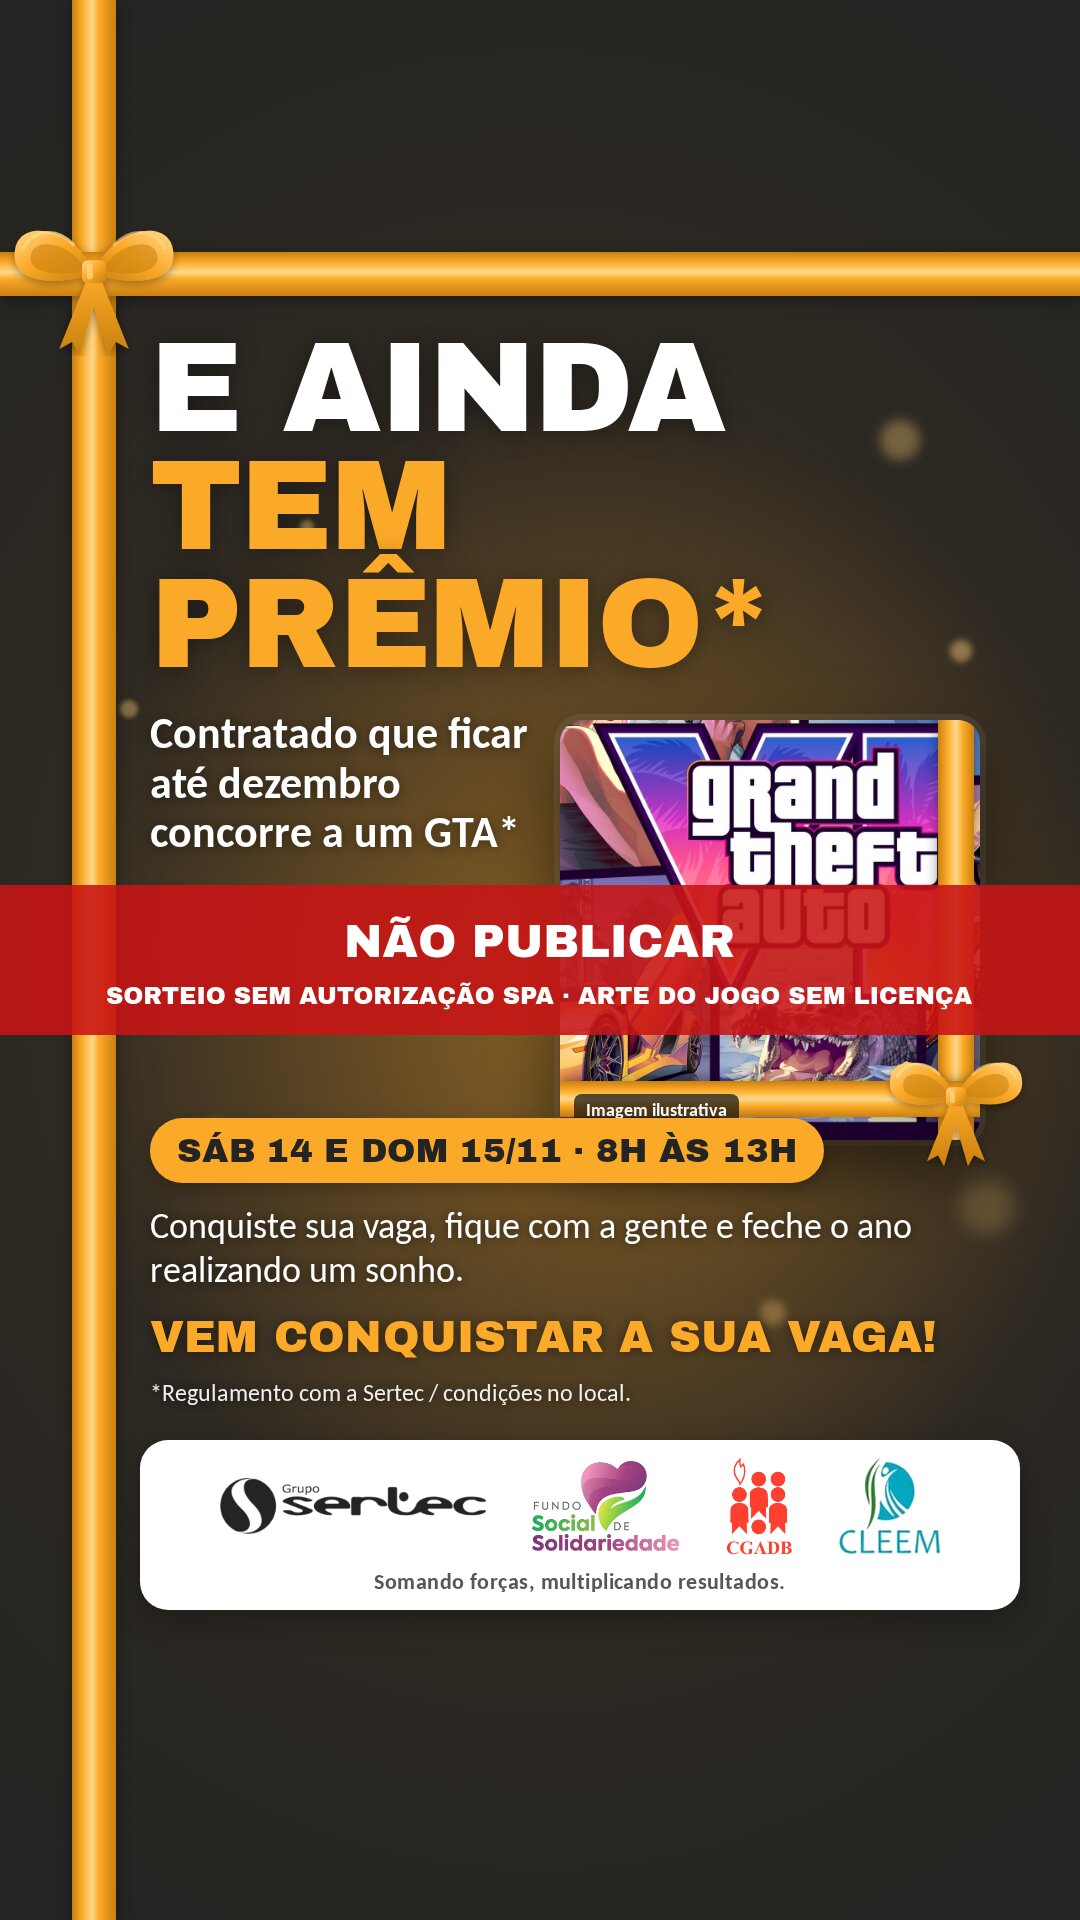 E AINDA
TEM
PRÊMIO*
Contratado que ficar
até dezembro
concorre a um GTA*
VI
grand
theft
auto
NÃO PUBLICAR
SORTEIO SEM AUTORIZAÇÃO SPA · ARTE DO JOGO SEM LICENÇA
Imagem ilustrativa
SÁB 14 E DOM 15/11 · 8H ÀS 13H
Conquiste sua vaga, fique com a gente e feche o ano
realizando um sonho.
VEM CONQUISTAR A SUA VAGA!
*Regulamento com a Sertec / condições no local.
Grupo
sertec
FUNDO
Social DE
Solidariedade
CGADB
CLEEM
Somando forças, multiplicando resultados.